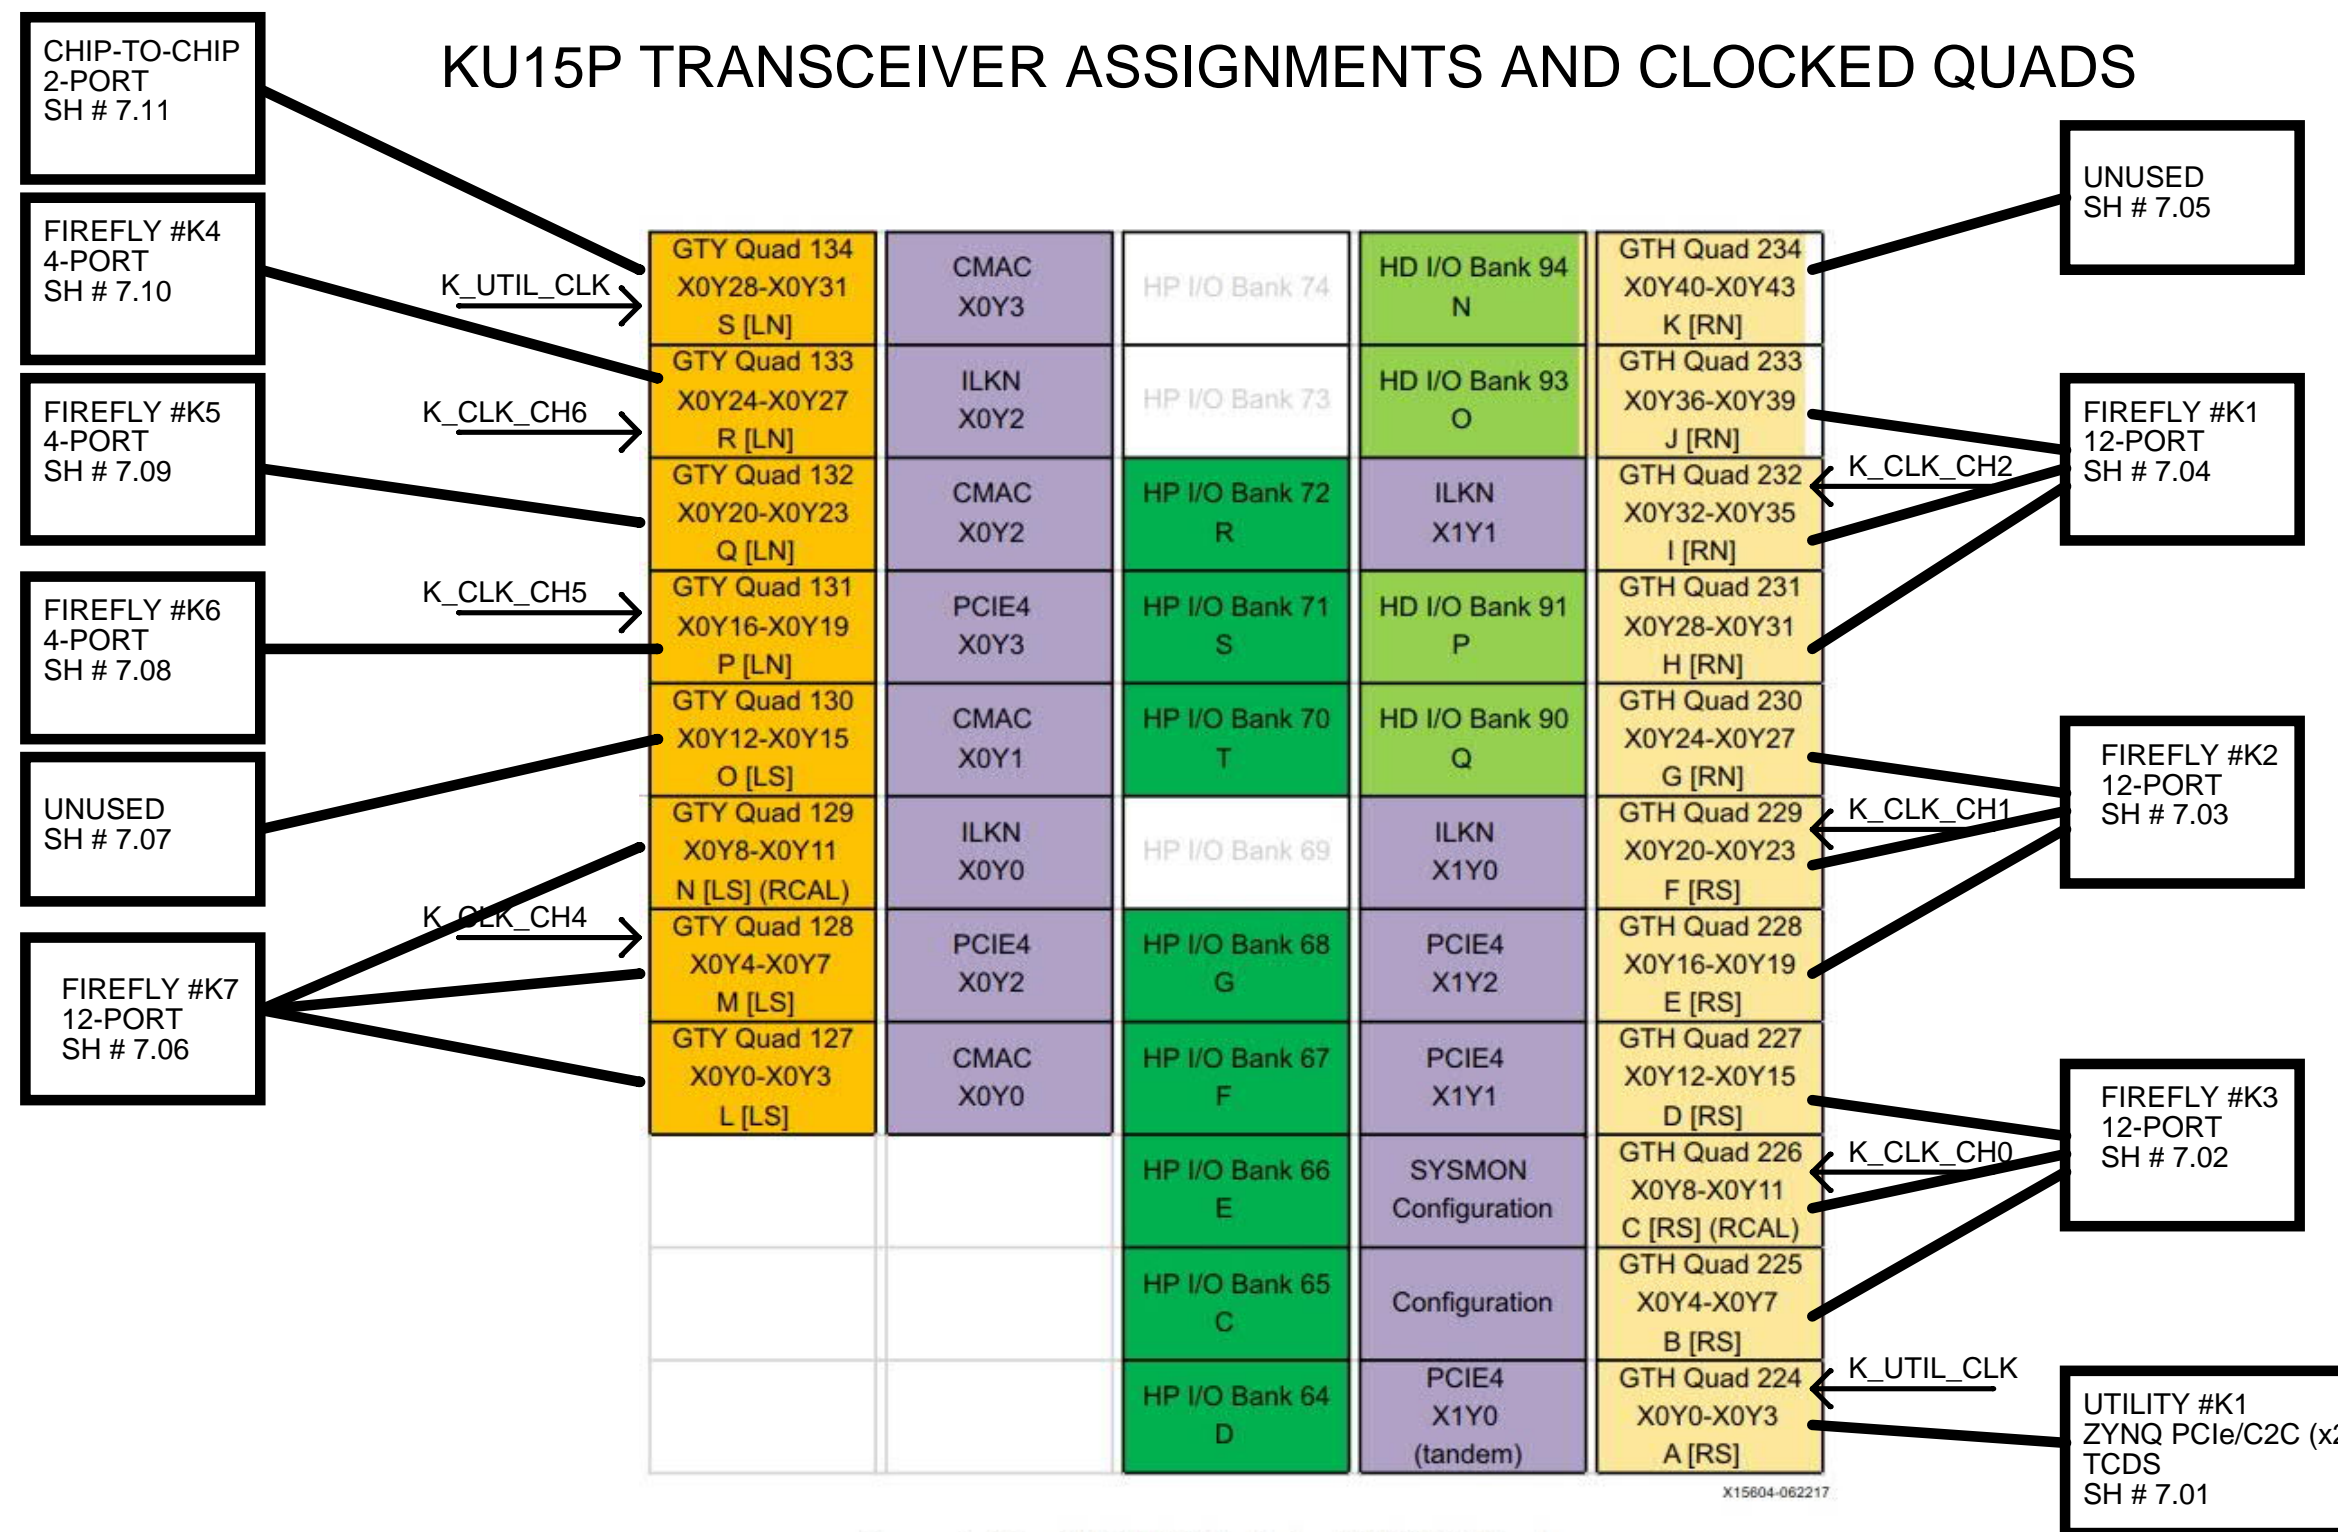 KU15P TRANSCEIVER ASSIGNMENTS AND CLOCKED QUADS
CHIP-TO-CHIP
2-PORT
SH # 7.11
FIREFLY #K4
4-PORT
SH # 7.10
FIREFLY #K5
4-PORT
SH # 7.09
FIREFLY #K6
4-PORT
SH # 7.08
UNUSED
SH # 7.07
FIREFLY #K7
12-PORT
SH # 7.06
K_UTIL_CLK
K_CLK_CH6
K_CLK_CH5
K_CLK_CH4
GTY Quad 134
X0Y28-X0Y31
S [LN]
GTY Quad 133
X0Y24-X0Y27
R [LN]
GTY Quad 132
X0Y20-X0Y23
Q [LN]
GTY Quad 131
X0Y16-X0Y19
P [LN]
GTY Quad 130
X0Y12-X0Y15
O [LS]
GTY Quad 129
X0Y8-X0Y11
N [LS] (RCAL)
GTY Quad 128
X0Y4-X0Y7
M [LS]
GTY Quad 127
X0Y0-X0Y3
L [LS]
CMAC
X0Y3
ILKN
X0Y2
CMAC
X0Y2
PCIE4
X0Y3
CMAC
X0Y1
ILKN
X0Y0
PCIE4
X0Y2
CMAC
X0Y0
HP I/O Bank 74
HP I/O Bank 73
HP I/O Bank 72
R
HP I/O Bank 71
S
HP I/O Bank 70
T
HP I/O Bank 69
HP I/O Bank 68
G
HP I/O Bank 67
F
HP I/O Bank 66
E
HP I/O Bank 65
C
HP I/O Bank 64
D
HD I/O Bank 94
N
HD I/O Bank 93
O
ILKN
X1Y1
HD I/O Bank 91
P
HD I/O Bank 90
Q
ILKN
X1Y0
PCIE4
X1Y2
PCIE4
X1Y1
SYSMON
Configuration
Configuration
PCIE4
X1Y0
(tandem)
GTH Quad 234
X0Y40-X0Y43
K [RN]
GTH Quad 233
X0Y36-X0Y39
J [RN]
GTH Quad 232
X0Y32-X0Y35
I [RN]
GTH Quad 231
X0Y28-X0Y31
H [RN]
GTH Quad 230
X0Y24-X0Y27
G [RN]
GTH Quad 229
X0Y20-X0Y23
F [RS]
GTH Quad 228
X0Y16-X0Y19
E [RS]
GTH Quad 227
X0Y12-X0Y15
D [RS]
GTH Quad 226
X0Y8-X0Y11
C [RS] (RCAL)
GTH Quad 225
X0Y4-X0Y7
B [RS]
GTH Quad 224
X0Y0-X0Y3
A [RS]
X15604-062217
K_CLK_CH2
K_CLK_CH1
K_CLK_CH0
K_UTIL_CLK
UNUSED
SH # 7.05
FIREFLY #K1
12-PORT
SH # 7.04
FIREFLY #K2
12-PORT
SH # 7.03
FIREFLY #K3
12-PORT
SH # 7.02
UTILITY #K1
ZYNQ PCIe/C2C (x2
TCDS
SH # 7.01